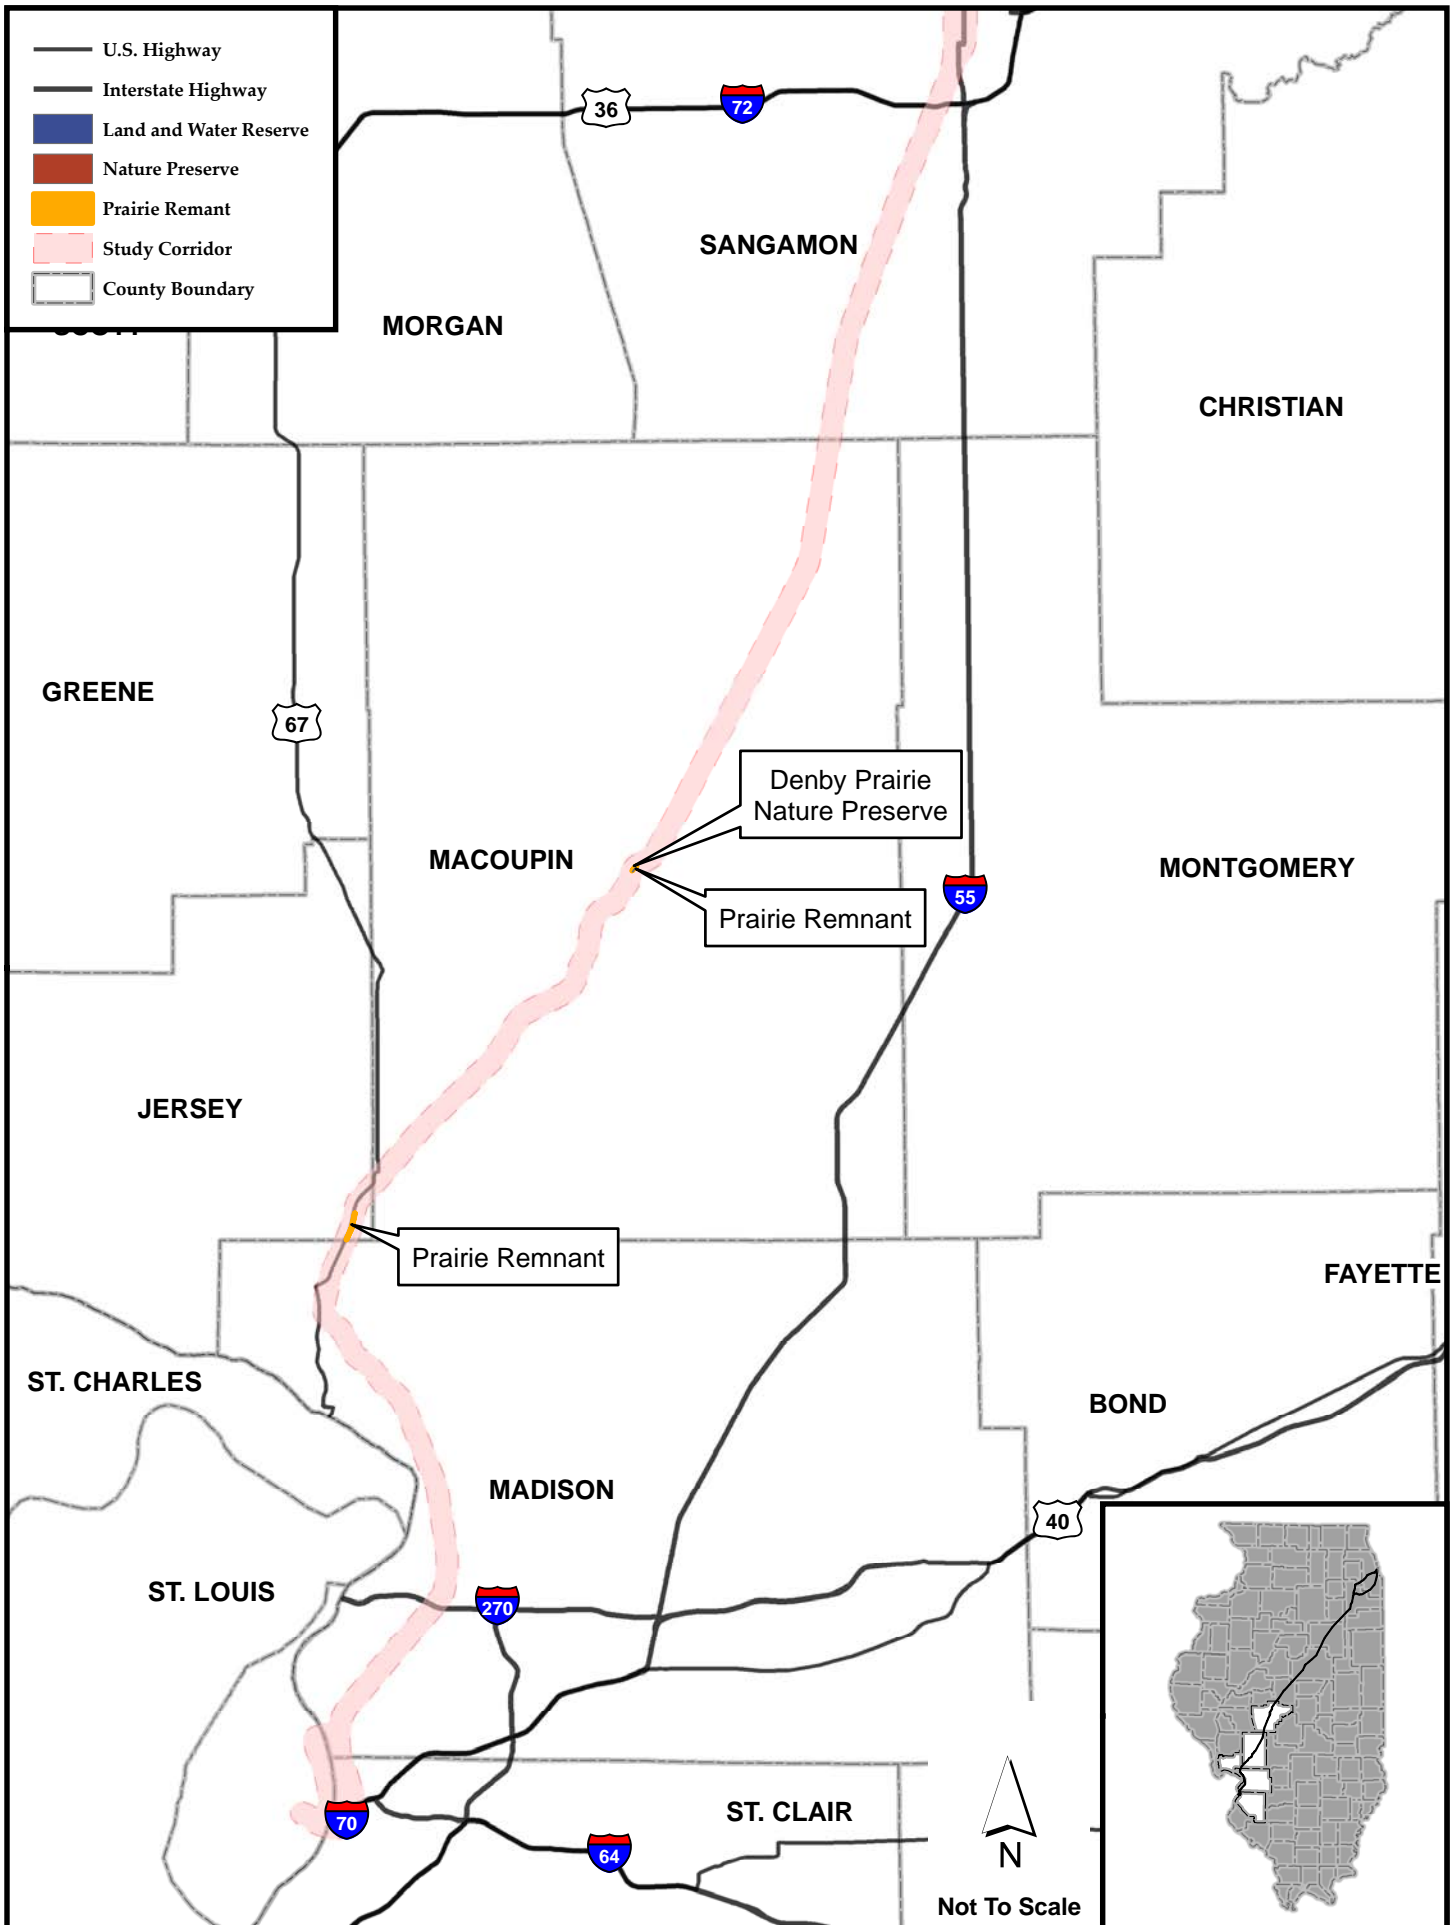 U.S. Highway
Interstate Highway
Land and Water Reserve
Nature Preserve
Prairie Remant
Study Corridor
County Boundary
36
72
SANGAMON
MORGAN
CHRISTIAN
GREENE
67
Denby Prairie
Nature Preserve
MACOUPIN
MONTGOMERY
55
Prairie Remnant
JERSEY
Prairie Remnant
FAYETTE
ST. CHARLES
BOND
MADISON
40
ST. LOUIS
270
ST. CLAIR
70
64
N
Not To Scale